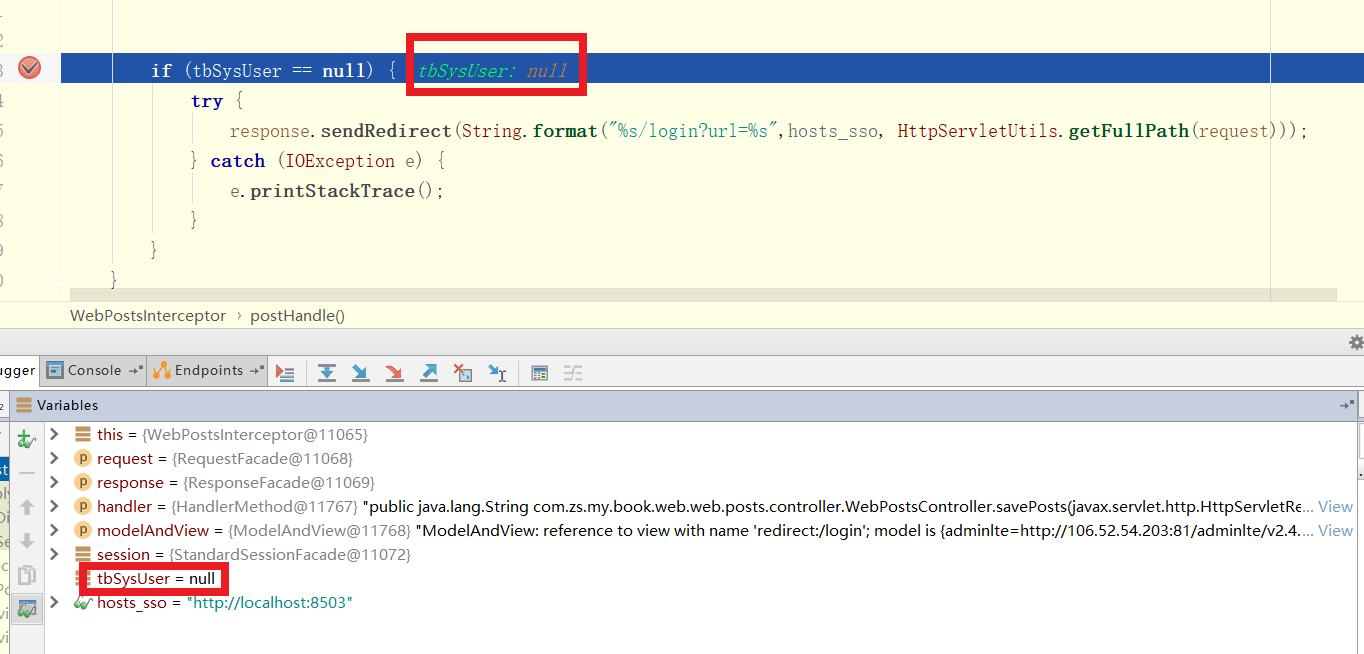 if (tbSysUser == null) { tbSysUser: null
try {
response.sendRedirect(String.format("%s/login?url=%s",hosts_sso, HttpServletUtils.getFullPath(request)));
} catch (IOException e) {
e.printStackTrace();
}
}
}
WebPostsInterceptor › postHandle()
ugger Console Endpoints
Variables
this = {WebPostsInterceptor@11065}
request = {RequestFacade@11068}
response = {ResponseFacade@11069}
handler = {HandlerMethod@11767} "public java.lang.String com.zs.my.book.web.web.posts.controller.WebPostsController.savePosts(javax.servlet.http.HttpServletRe... View
modelAndView = {ModelAndView@11768} "ModelAndView: reference to view with name 'redirect:/login'; model is {adminlte=http://106.52.54.203:81/adminlte/v2.4.... View
session = {StandardSessionFacade@11072}
tbSysUser = null
hosts_sso = "http://localhost:8503"